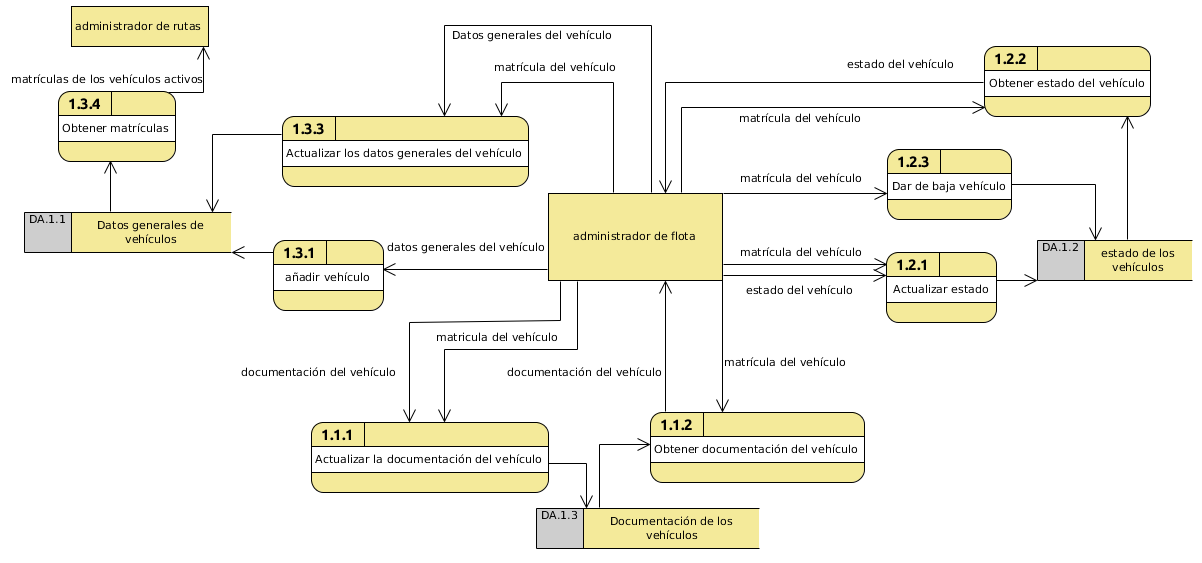 administrador de rutas
Datos generales del vehículo
estado del vehículo
1.2.2
matrícula del vehículo
matrículas de los vehículos activos
Obtener estado del vehículo
1.3.4
Obtener matrículas
1.3.3
matrícula del vehículo
Actualizar los datos generales del vehículo
1.2.3
matrícula del vehículo
Dar de baja vehículo
DA.1.1
Datos generales de
vehículos
administrador de flota
1.3.1
datos generales del vehículo
matrícula del vehículo
DA.1.2
estado de los
vehículos
1.2.1
añadir vehículo
Actualizar estado
estado del vehículo
matricula del vehículo
documentación del vehículo
documentación del vehículo
matrícula del vehículo
1.1.1
Actualizar la documentación del vehículo
1.1.2
Obtener documentación del vehículo
DA.1.3
Documentación de los
vehículos